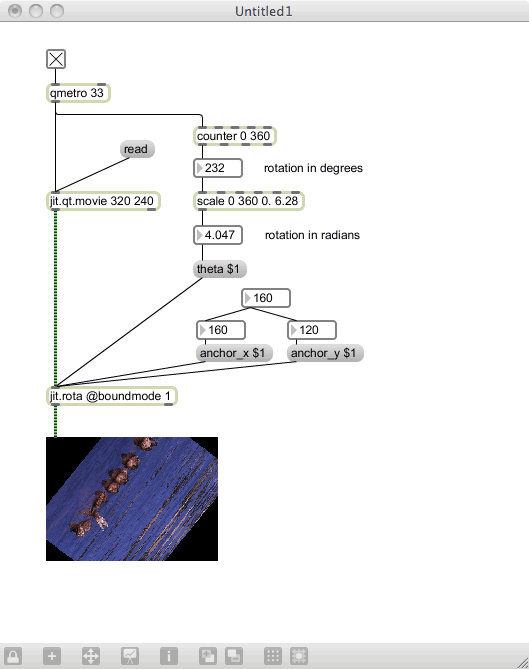 Untitled1
qmetro 33
counter 0 360
read
232
rotation in degrees
jit.qt.movie 320 240
scale 0 360 0. 6.28
4.047
rotation in radians
theta $1
160
160
120
anchor_x $1
anchor_y $1
jit.rota @boundmode 1